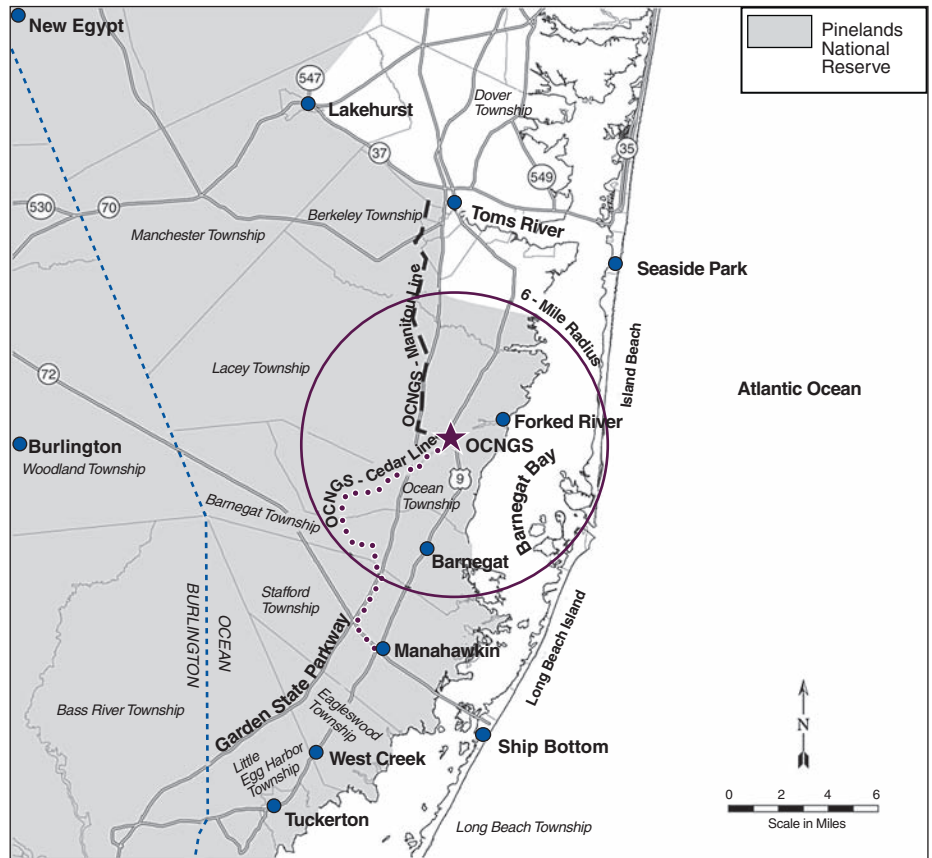 New Egypt
Pinelands
National
Reserve
547
Lakehurst
Dover
Township
37
35
549
530
70
Berkeley Township
Toms River
Manchester Township
Seaside Park
OCNGS - Manitou Line
6 - Mile Radius
Island Beach
72
Lacey Township
Atlantic Ocean
Forked River
Burlington
OCNGS
Woodland Township
OCNGS - Cedar Line
9
Ocean
Township
Barnegat Bay
Barnegat Township
Barnegat
Stafford
Township
BURLINGTON
OCEAN
Manahawkin
Long Beach Island
Garden State Parkway
Bass River Township
Eagleswood
Township
N
Ship Bottom
West Creek
Little
Egg Harbor
Township
0 2 4 6
Scale in Miles
Tuckerton
Long Beach Township